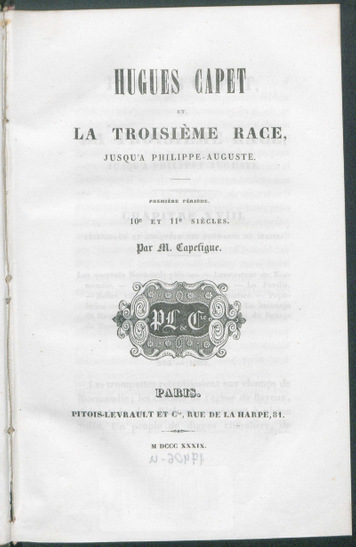 HUGUES CAPET
ET
LA TROISIÈME RACE,
JUSQU'A PHILIPPE-AUGUSTE.
PREMIÈRE PÉRIODE.
10e ET 11e SIÈCLES.
Par M. Capefigue.
PL & Cie
PARIS.
PITOIS-LEVRAULT ET Cie, RUE DE LA HARPE, 81.
M DCCC XXXIX.